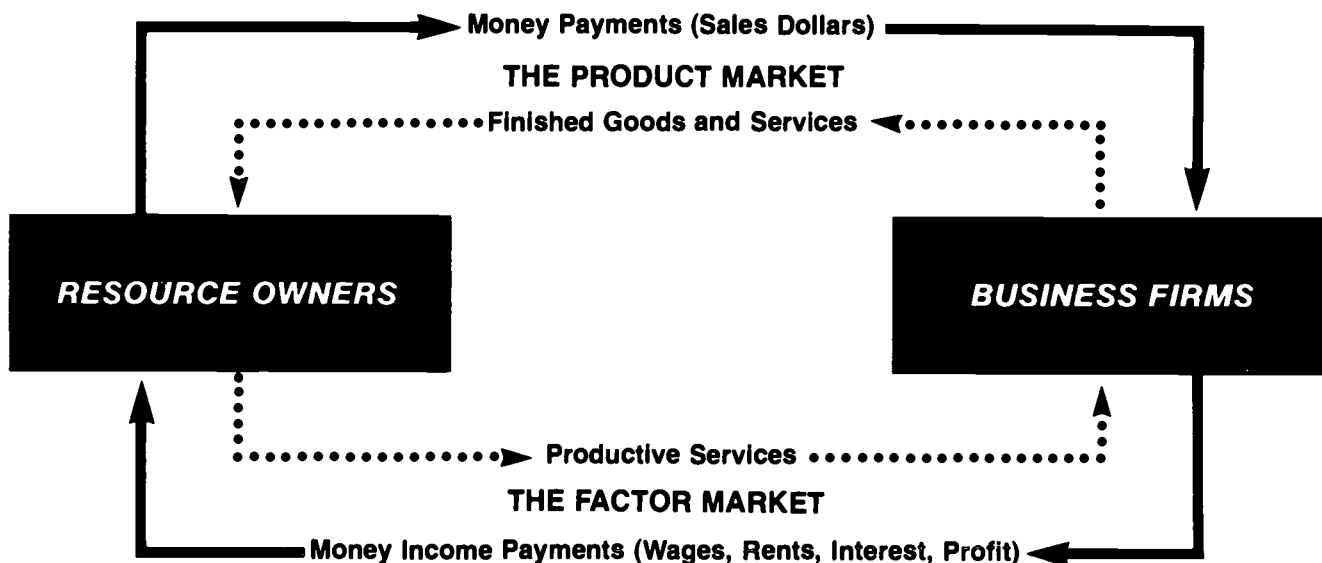 Money Payments (Sales Dollars)
THE PRODUCT MARKET
Finished Goods and Services
RESOURCE OWNERS
BUSINESS FIRMS
Productive Services
THE FACTOR MARKET
Money Income Payments (Wages, Rents, Interest, Profit)